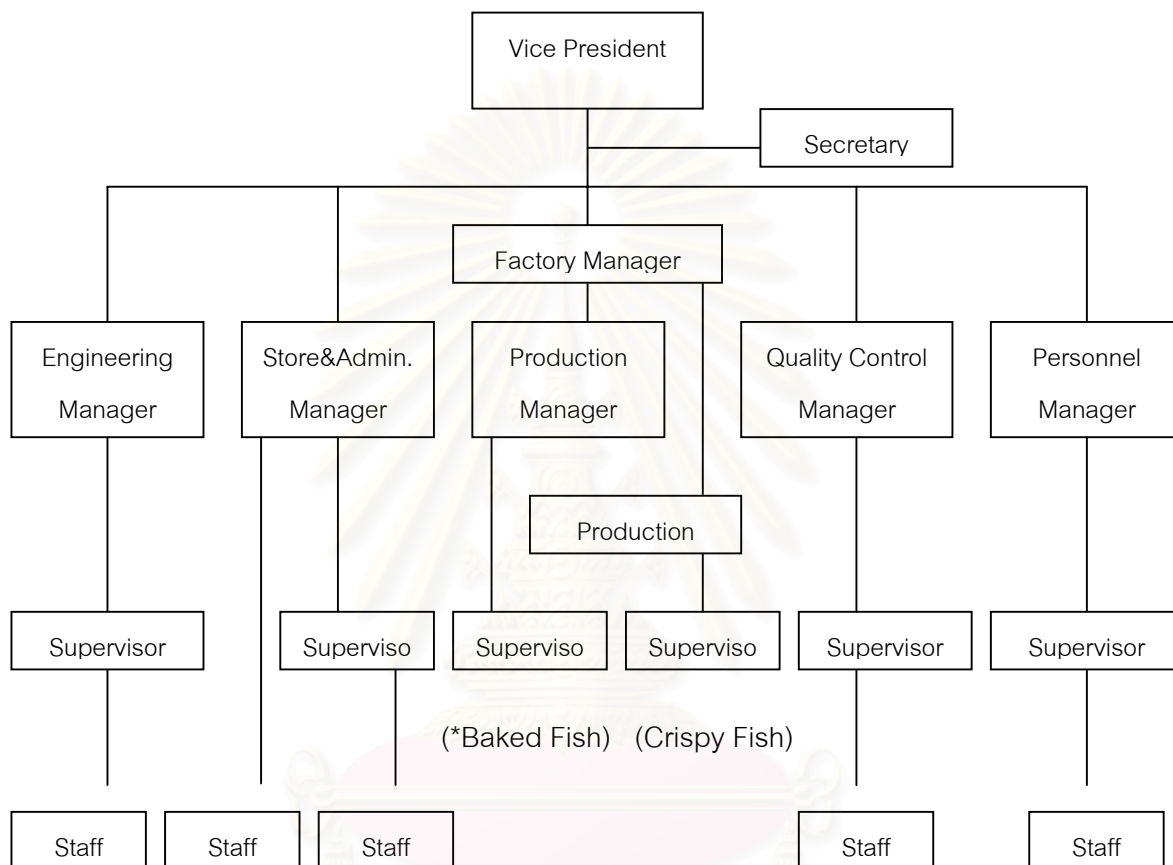 Vice President
Secretary
Factory Manager
Engineering
Manager
Store&Admin.
Manager
Production
Manager
Quality Control
Manager
Personnel
Manager
Production
Supervisor
Superviso
Superviso
Superviso
Supervisor
Supervisor
(*Baked Fish) (Crispy Fish)
Staff
Staff
Staff
Staff
Staff